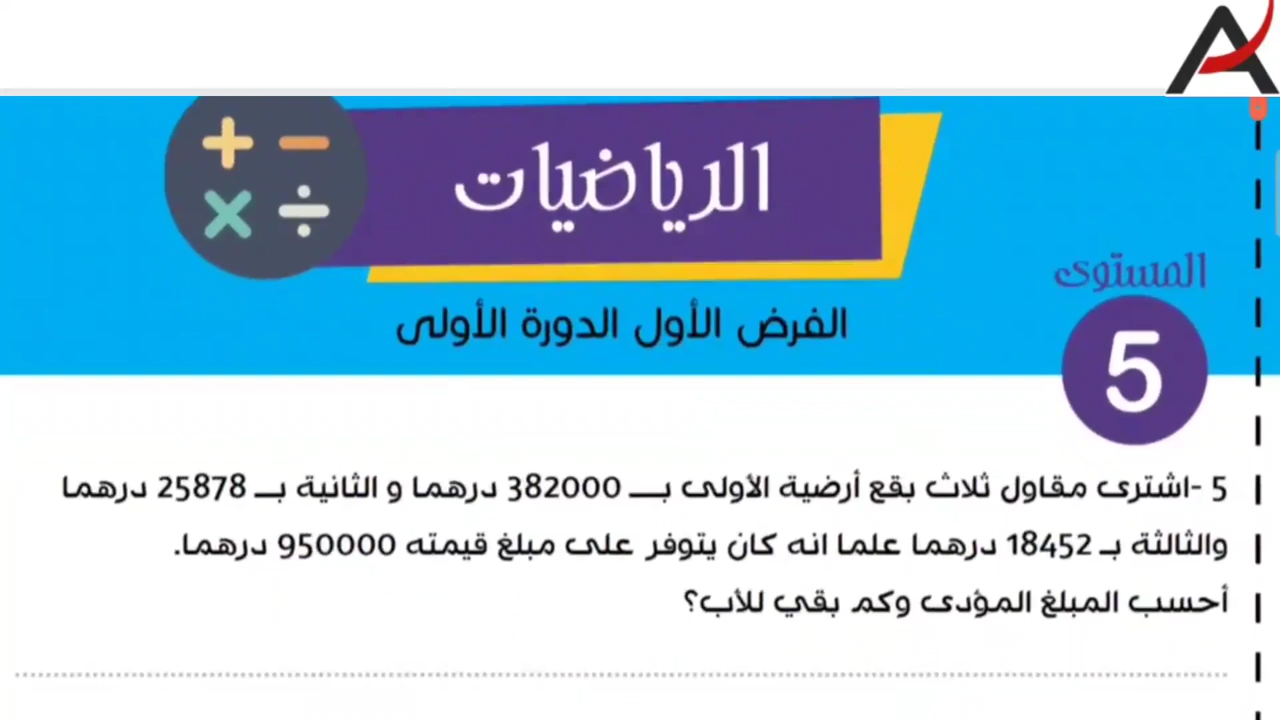 الرياضيات
المستوى
5
الفرض الأول الدورة الأولى
5 -اشترى مقاول ثلاث بقع أرضية الأولى بــ 382000 درهما و الثانية بــ 25878 درهما
والثالثة بـ 18452 درهما علما انه كان يتوفر على مبلغ قيمته 950000 درهما.
أحسب المبلغ المؤدى وكم بقي للأب؟